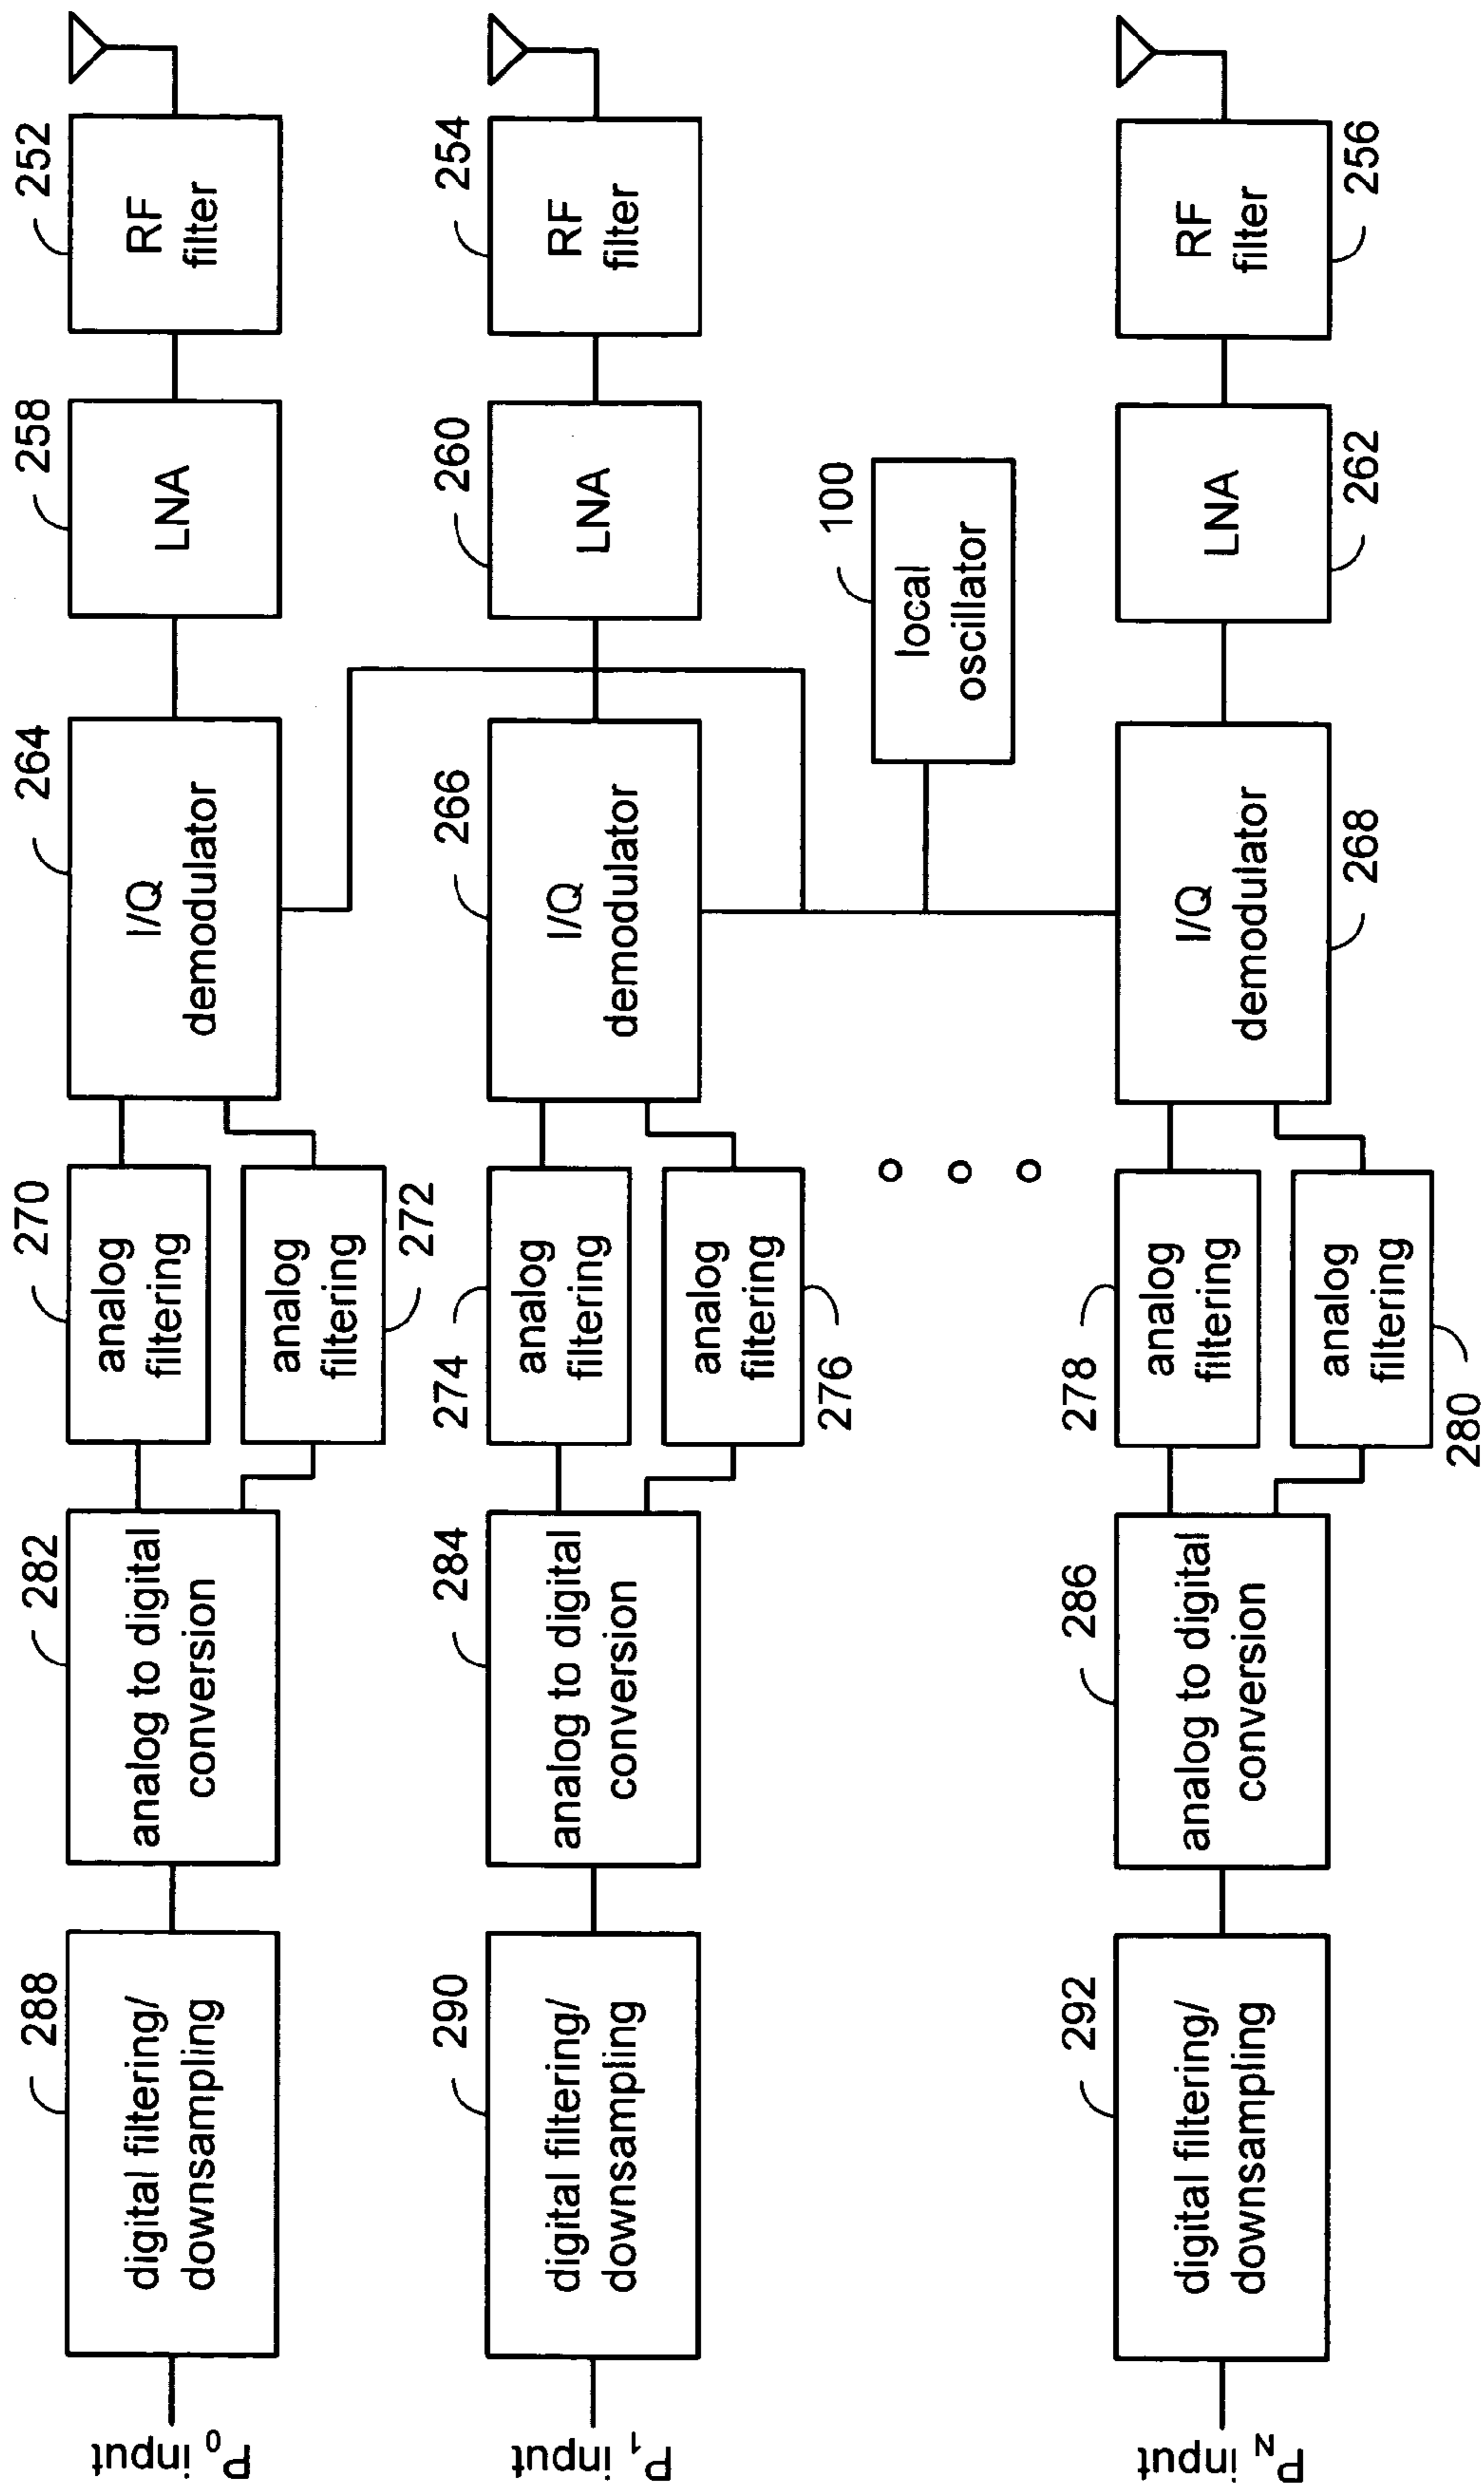 252
RF
filter
258
LNA
264
I/Q
demodulator
270
analog
filtering
272
analog
filtering
282
analog to digital
conversion
288
digital filtering/
downsampling
P0 input
254
RF
filter
260
LNA
266
I/Q
demodulator
274
analog
filtering
276
analog
filtering
284
analog to digital
conversion
290
digital filtering/
downsampling
P1 input
100
local
oscillator
256
RF
filter
262
LNA
268
I/Q
demodulator
278
analog
filtering
280
analog
filtering
286
analog to digital
conversion
292
digital filtering/
downsampling
PN input